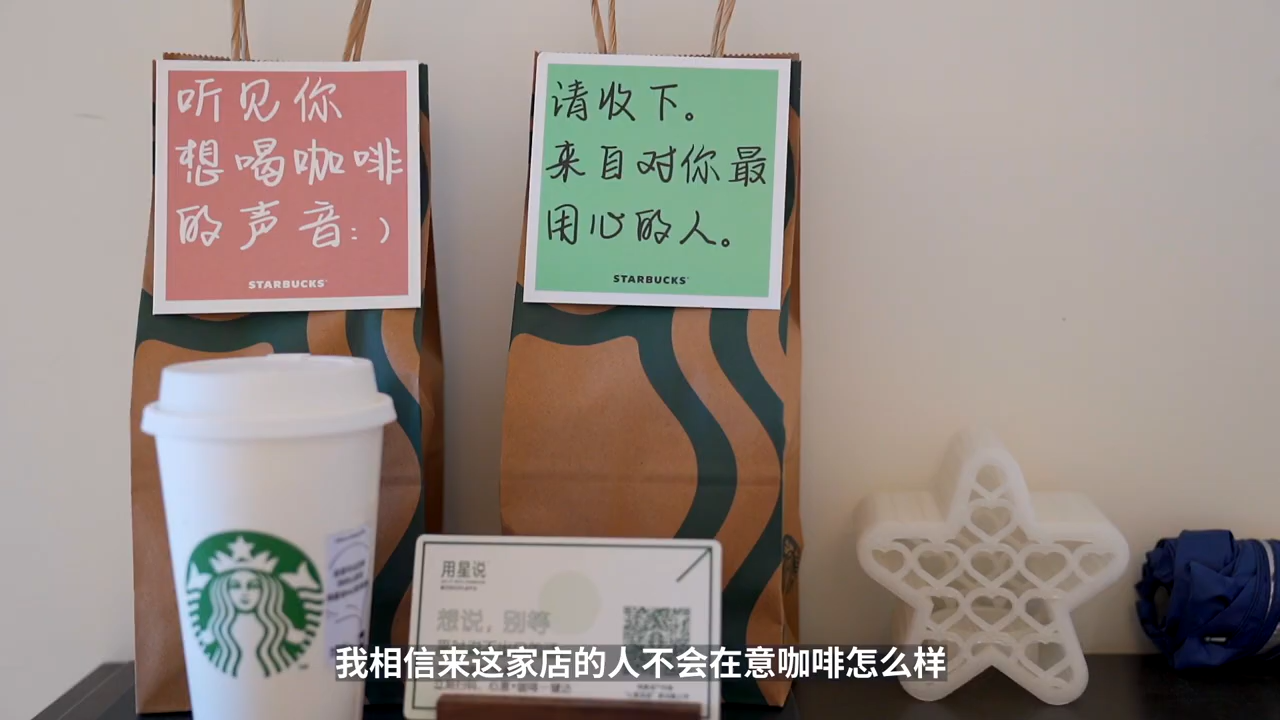 听见你
想喝咖啡
的声音:)
STARBUCKS
请收下。
来自对你最
用心的人。
STARBUCKS
用星说
想说，别等
我相信来这家店的人不会在意咖啡怎么样